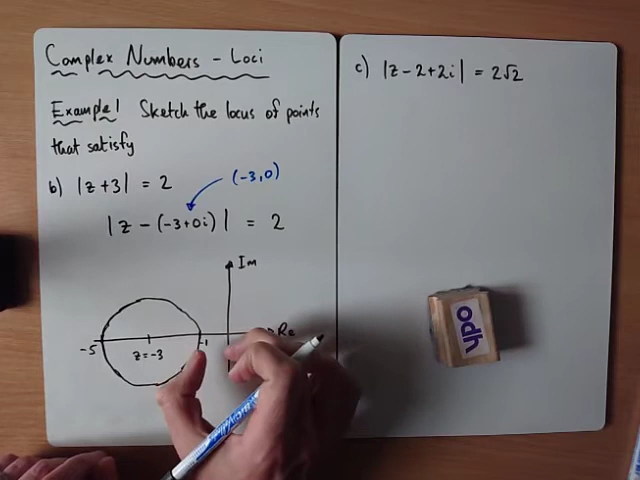 Complex Numbers - Loci
Example! Sketch the locus of points
that satisfy
b) |z+3| = 2
(-3,0)
|z - (-3+0i)| = 2
Im
Re
-5
z=-3
-1
c) |z-2+2i| = 2√2
ypo